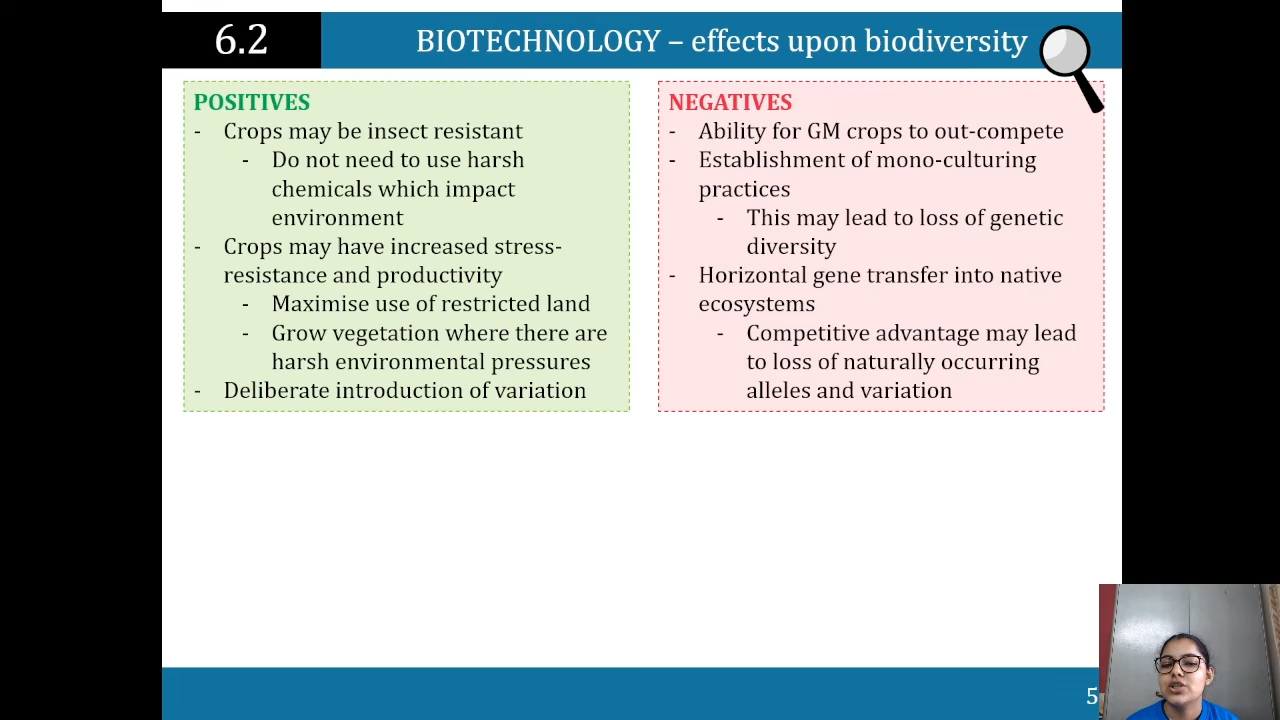 6.2
BIOTECHNOLOGY – effects upon biodiversity
POSITIVES
- Crops may be insect resistant
- Do not need to use harsh
chemicals which impact
environment
- Crops may have increased stress-
resistance and productivity
- Maximise use of restricted land
- Grow vegetation where there are
harsh environmental pressures
- Deliberate introduction of variation
NEGATIVES
- Ability for GM crops to out-compete
- Establishment of mono-culturing
practices
- This may lead to loss of genetic
diversity
- Horizontal gene transfer into native
ecosystems
- Competitive advantage may lead
to loss of naturally occurring
alleles and variation
5